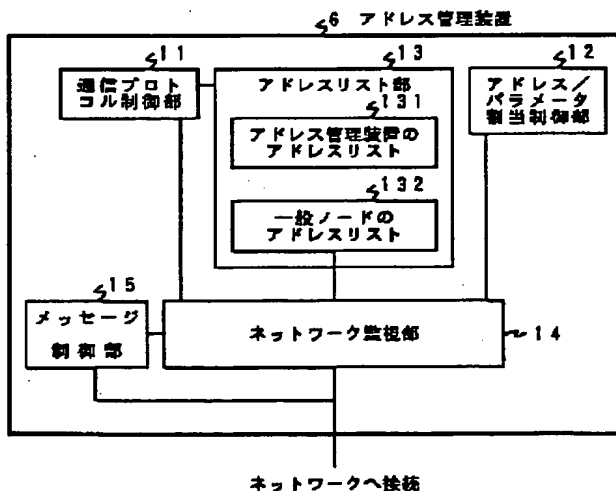 6 アドレス管理装置
11
通信プロト
コル制御部
13
アドレスリスト部
131
アドレス管理装置の
アドレスリスト
132
一般ノードの
アドレスリスト
12
アドレス/
パラメータ
割当制御部
15
メッセージ
制御部
ネットワーク監視部
14
ネットワークへ接続